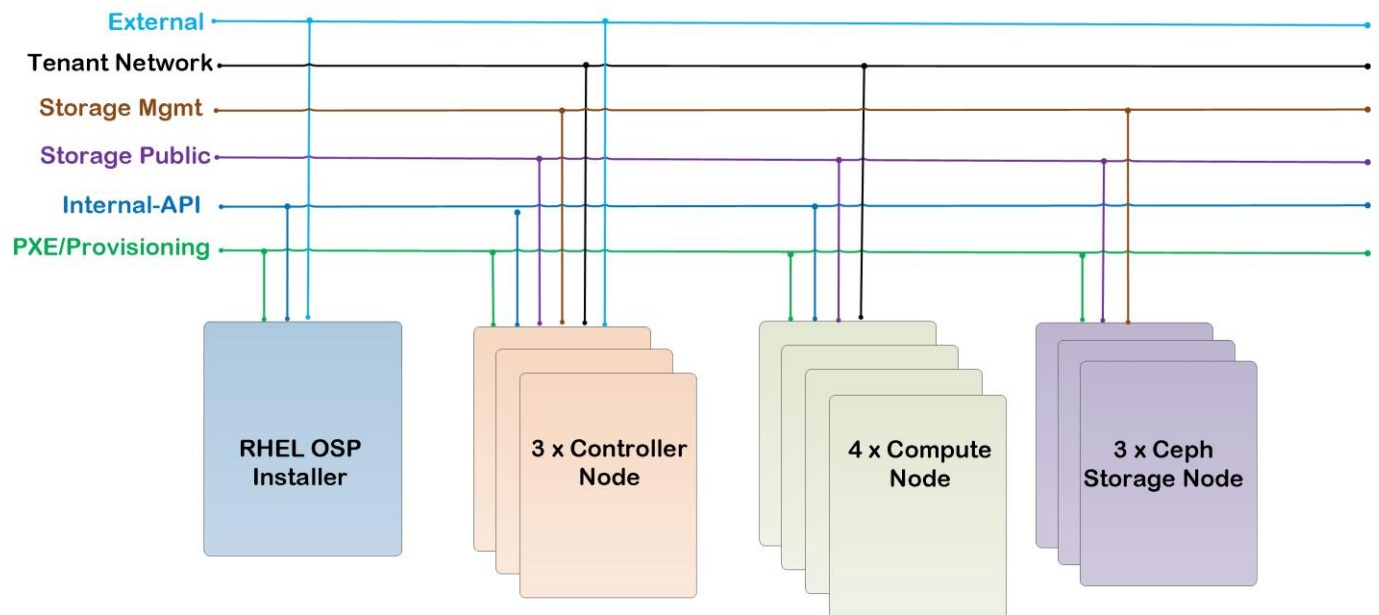 External
Tenant Network
Storage Mgmt
Storage Public
Internal-API
PXE/Provisioning
RHEL OSP
Installer
3 x Controller
Node
4 x Compute
Node
3 x Ceph
Storage Node